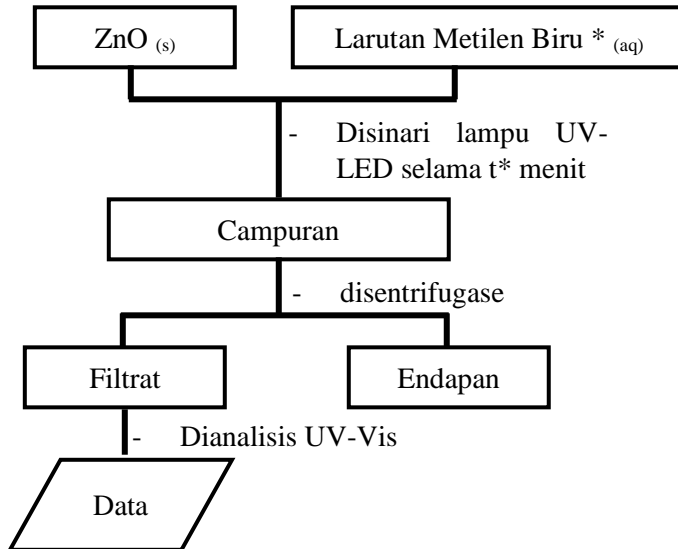 ZnO (s)
Larutan Metilen Biru * (aq)
- Disinari lampu UV-
LED selama t* menit
Campuran
- disentrifugase
Filtrat
Endapan
- Dianalisis UV-Vis
Data